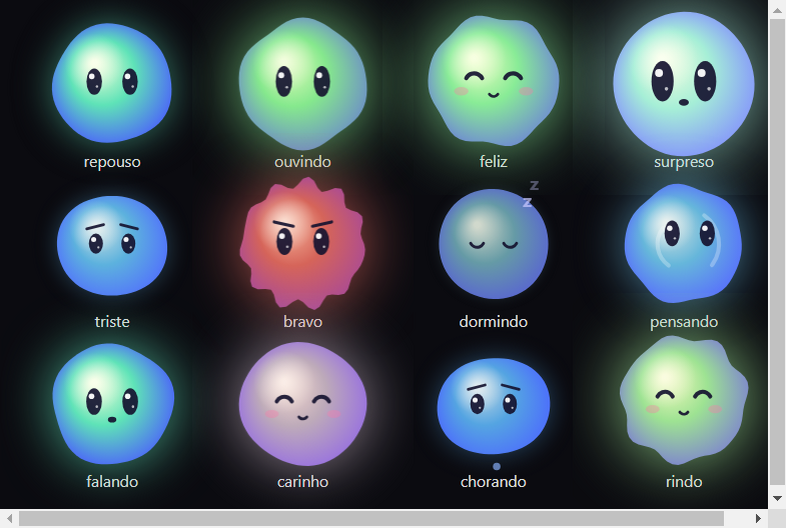 repouso
ouvindo
feliz
surpreso
z
z
triste
bravo
dormindo
pensando
falando
carinho
chorando
rindo